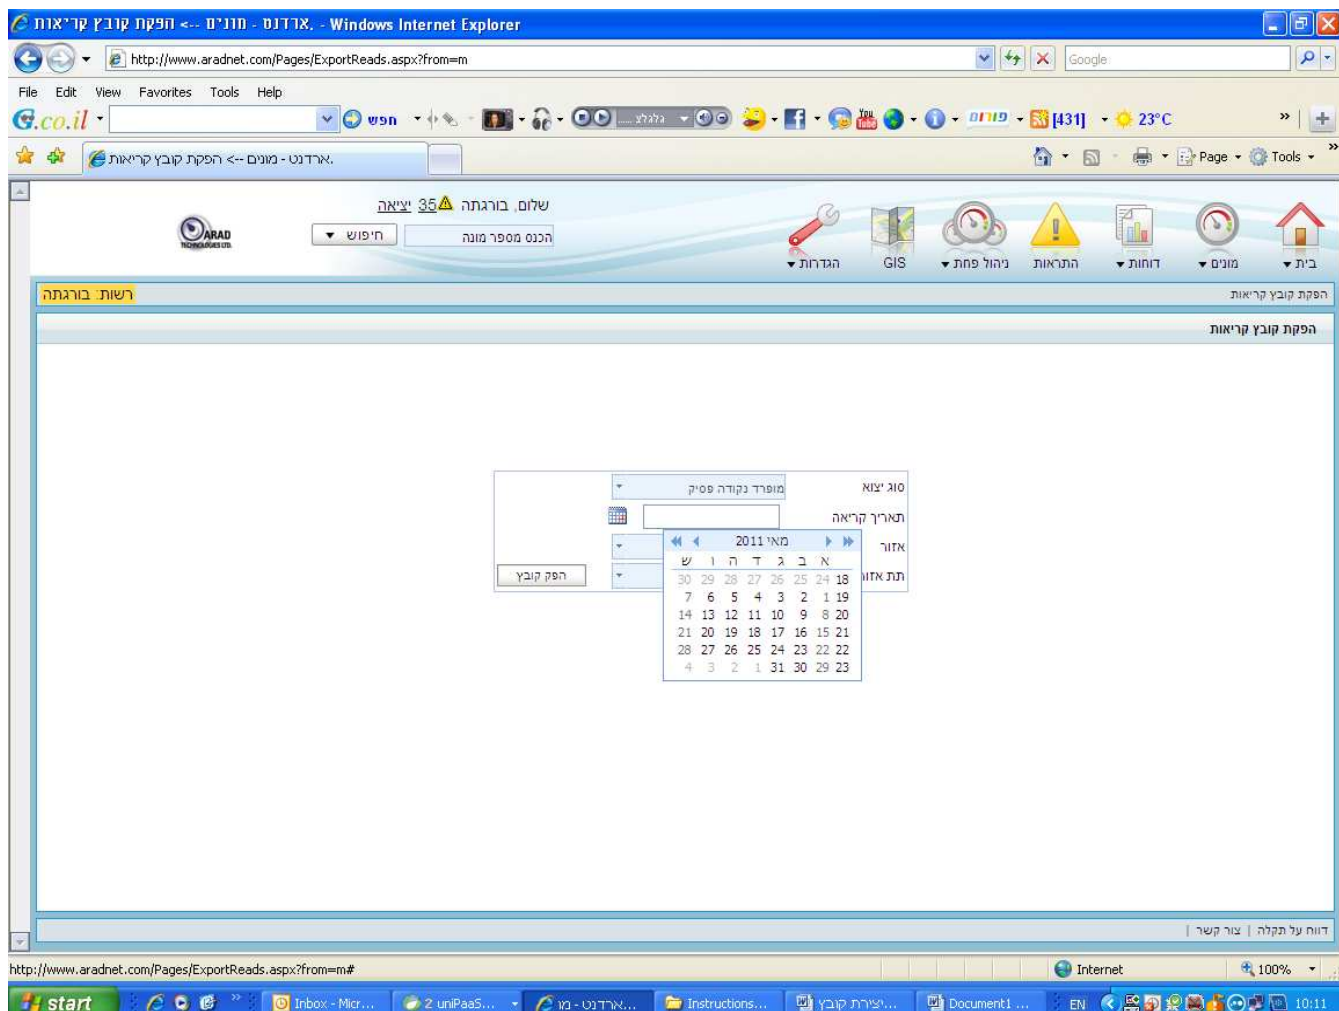 ארדנט - מונים --> הפקת קובץ קריאות. - Windows Internet Explorer
http://www.aradnet.com/Pages/ExportReads.aspx?from=m
Google
File Edit View Favorites Tools Help
G.co.il
חפש
גלגלצ .....
You Tube
פורום
[431]
23°C
ארדנט - מונים --> הפקת קובץ קריאות.
Page
Tools
שלום, בורגתה 35 יציאה
ARAD
TECHNOLOGIES LTD.
הכנס מספר מונה
חיפוש
בית
מונים
דוחות
התראות
ניהול פחת
GIS
הגדרות
הפקת קובץ קריאות
רשות: בורגתה
הפקת קובץ קריאות
סוג יצוא
מופרד נקודה פסיק
תאריך קריאה
אזור
תת אזור
הפק קובץ
מאי 2011
א ב ג ד ה ו ש
18 24 25 26 27 28 29 30
19 1 2 3 4 5 6 7
20 8 9 10 11 12 13 14
21 15 16 17 18 19 20 21
22 22 23 24 25 26 27 28
23 29 30 31 1 2 3 4
דווח על תקלה | צור קשר |
http://www.aradnet.com/Pages/ExportReads.aspx?from=m#
Internet
100%
start
Inbox - Micr...
2 uniPaaS...
ארדנט - מו...
Instructions...
יצירת קובץ...
Document1 ...
EN
10:11